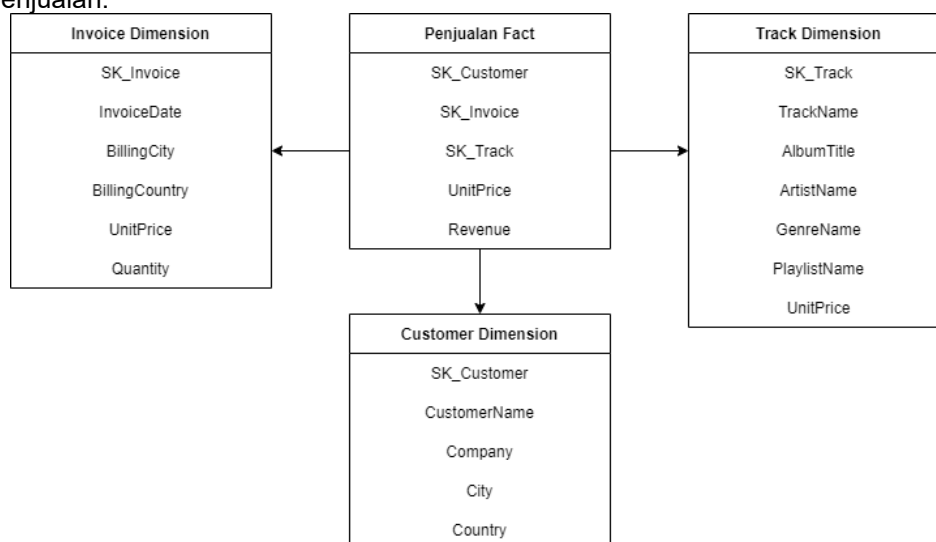 enjualan.
Invoice Dimension
SK_Invoice
InvoiceDate
BillingCity
BillingCountry
UnitPrice
Quantity
Penjualan Fact
SK_Customer
SK_Invoice
SK_Track
UnitPrice
Revenue
Track Dimension
SK_Track
TrackName
AlbumTitle
ArtistName
GenreName
PlaylistName
UnitPrice
Customer Dimension
SK_Customer
CustomerName
Company
City
Country